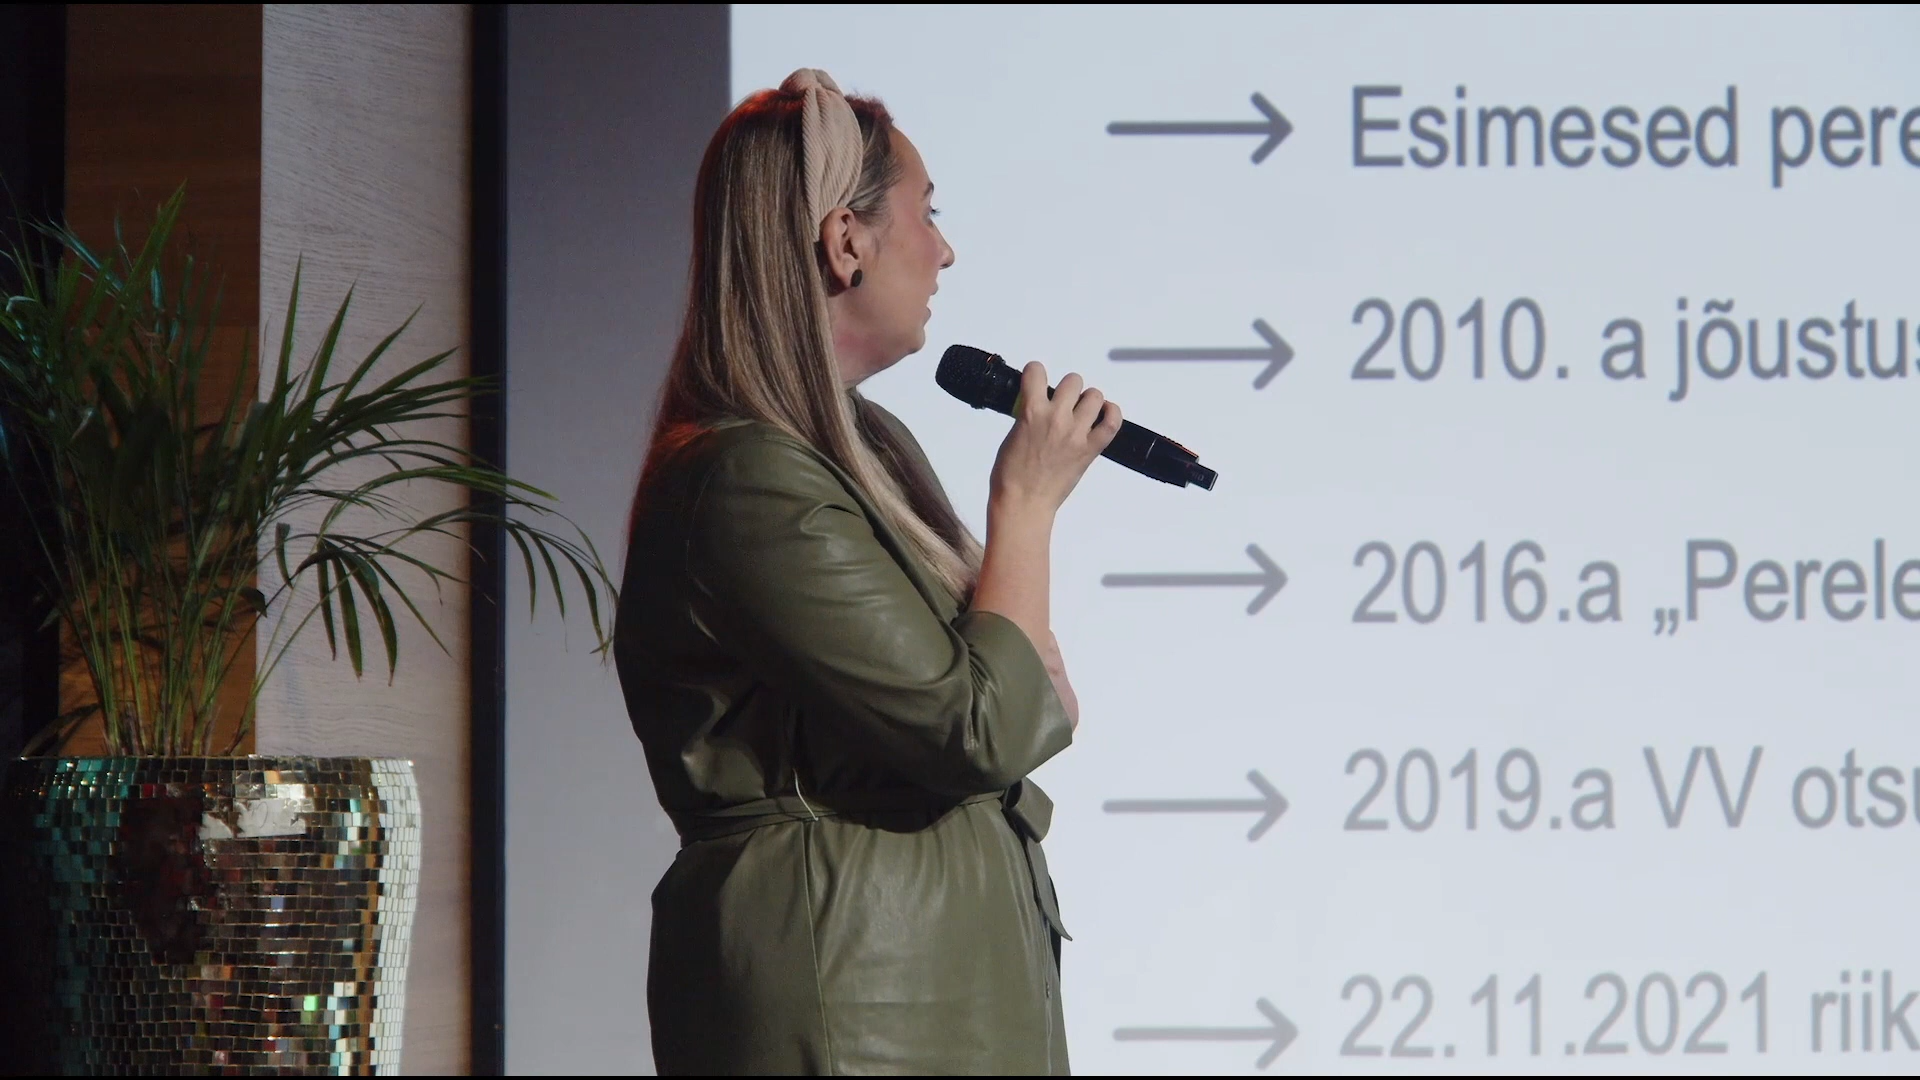 Esimesed pere
2010. a jõustus
2016.a „Perele
2019.a VV otsu
22.11.2021 riik